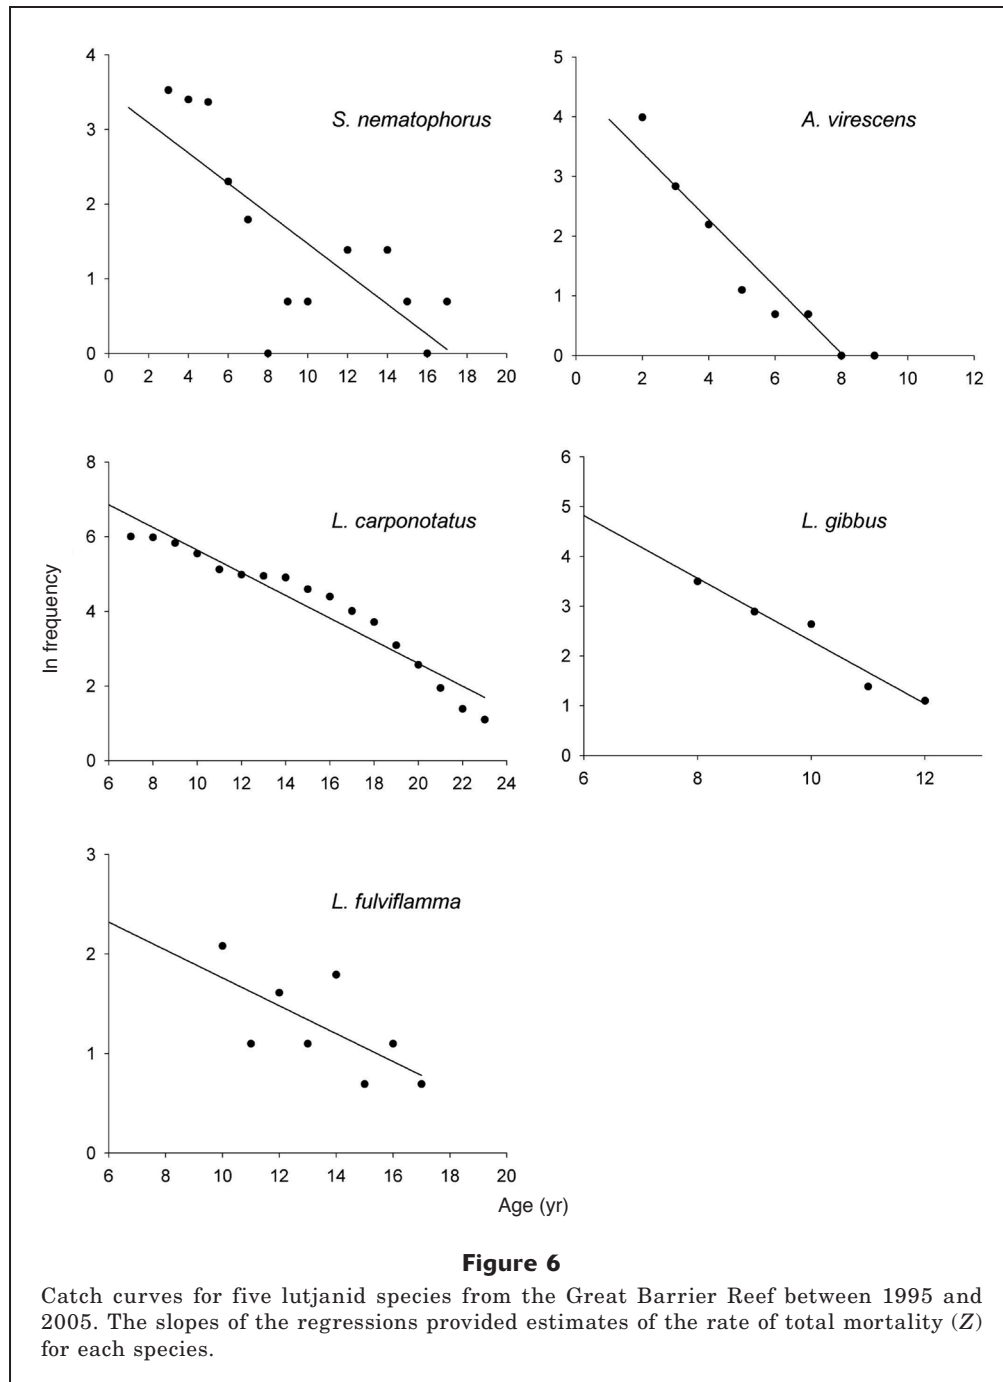 4
3
2
1
0
0 2 4 6 8 10 12 14 16 18 20
S. nematophorus
5
4
3
2
1
0
0 2 4 6 8 10 12
A. virescens
8
6
4
2
0
6 8 10 12 14 16 18 20 22 24
L. carponotatus
ln frequency
6
5
4
3
2
1
0
6 8 10 12
L. gibbus
3
2
1
0
6 8 10 12 14 16 18 20
L. fulviflamma
Age (yr)
Figure 6
Catch curves for five lutjanid species from the Great Barrier Reef between 1995 and
2005. The slopes of the regressions provided estimates of the rate of total mortality (Z)
for each species.